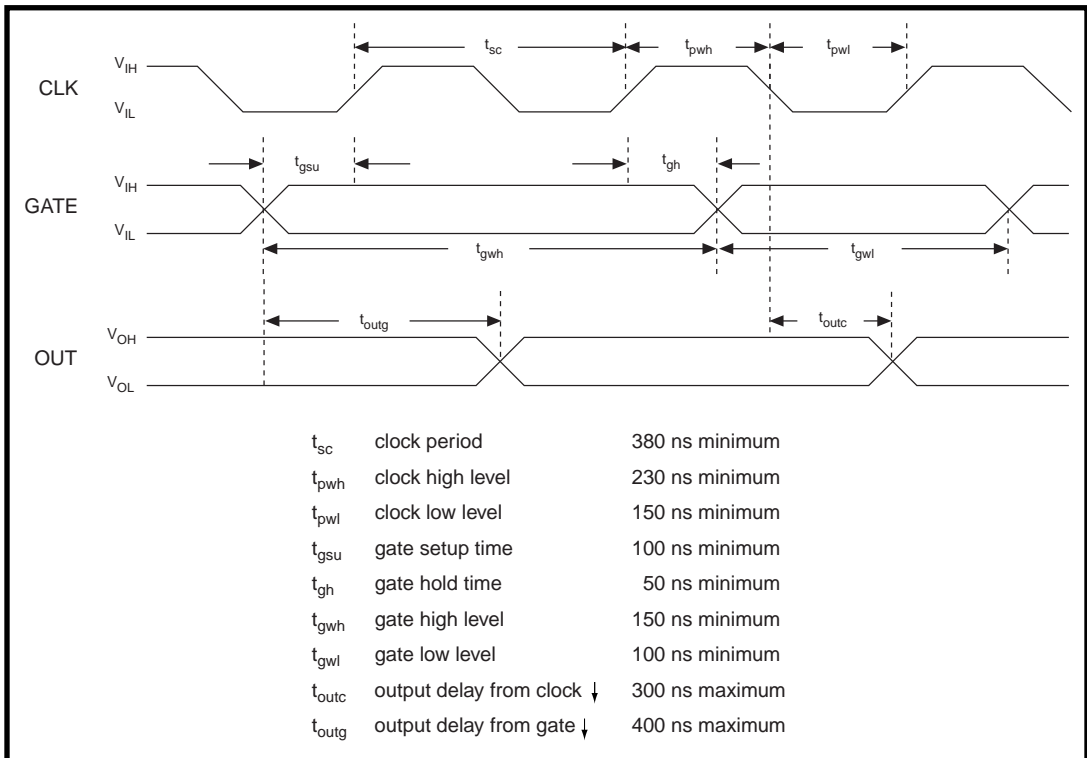 t_sc t_pwh t_pwl
V_IH
CLK
V_IL
t_gsu t_gh
V_IH
GATE
V_IL
t_gwh t_gwl
t_outg t_outc
V_OH
OUT
V_OL
t_sc clock period 380 ns minimum
t_pwh clock high level 230 ns minimum
t_pwl clock low level 150 ns minimum
t_gsu gate setup time 100 ns minimum
t_gh gate hold time 50 ns minimum
t_gwh gate high level 150 ns minimum
t_gwl gate low level 100 ns minimum
t_outc output delay from clock ↓ 300 ns maximum
t_outg output delay from gate ↓ 400 ns maximum